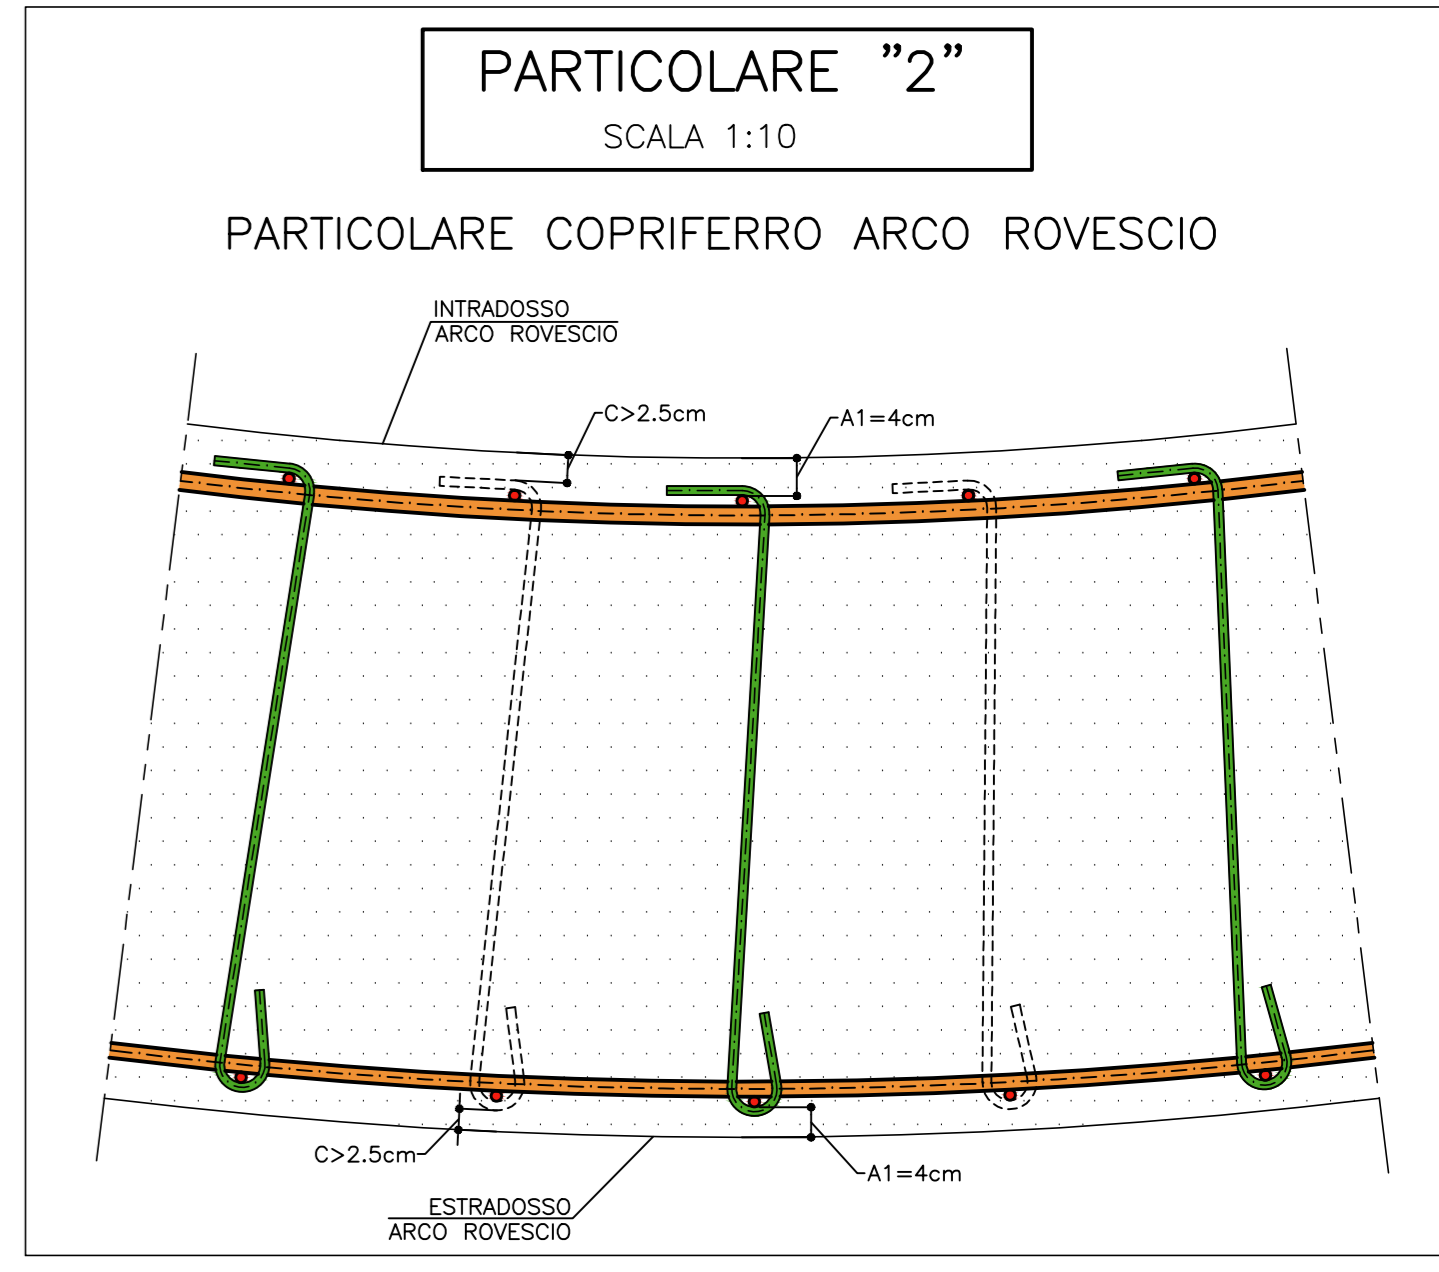 PARTICOLARE ”2”
SCALA 1:10
PARTICOLARE COPRIFERRO ARCO ROVESCIO
INTRADOSSO
ARCO ROVESCIO
C>2.5cm
A1=4cm
C>2.5cm
A1=4cm
ESTRADOSSO
ARCO ROVESCIO